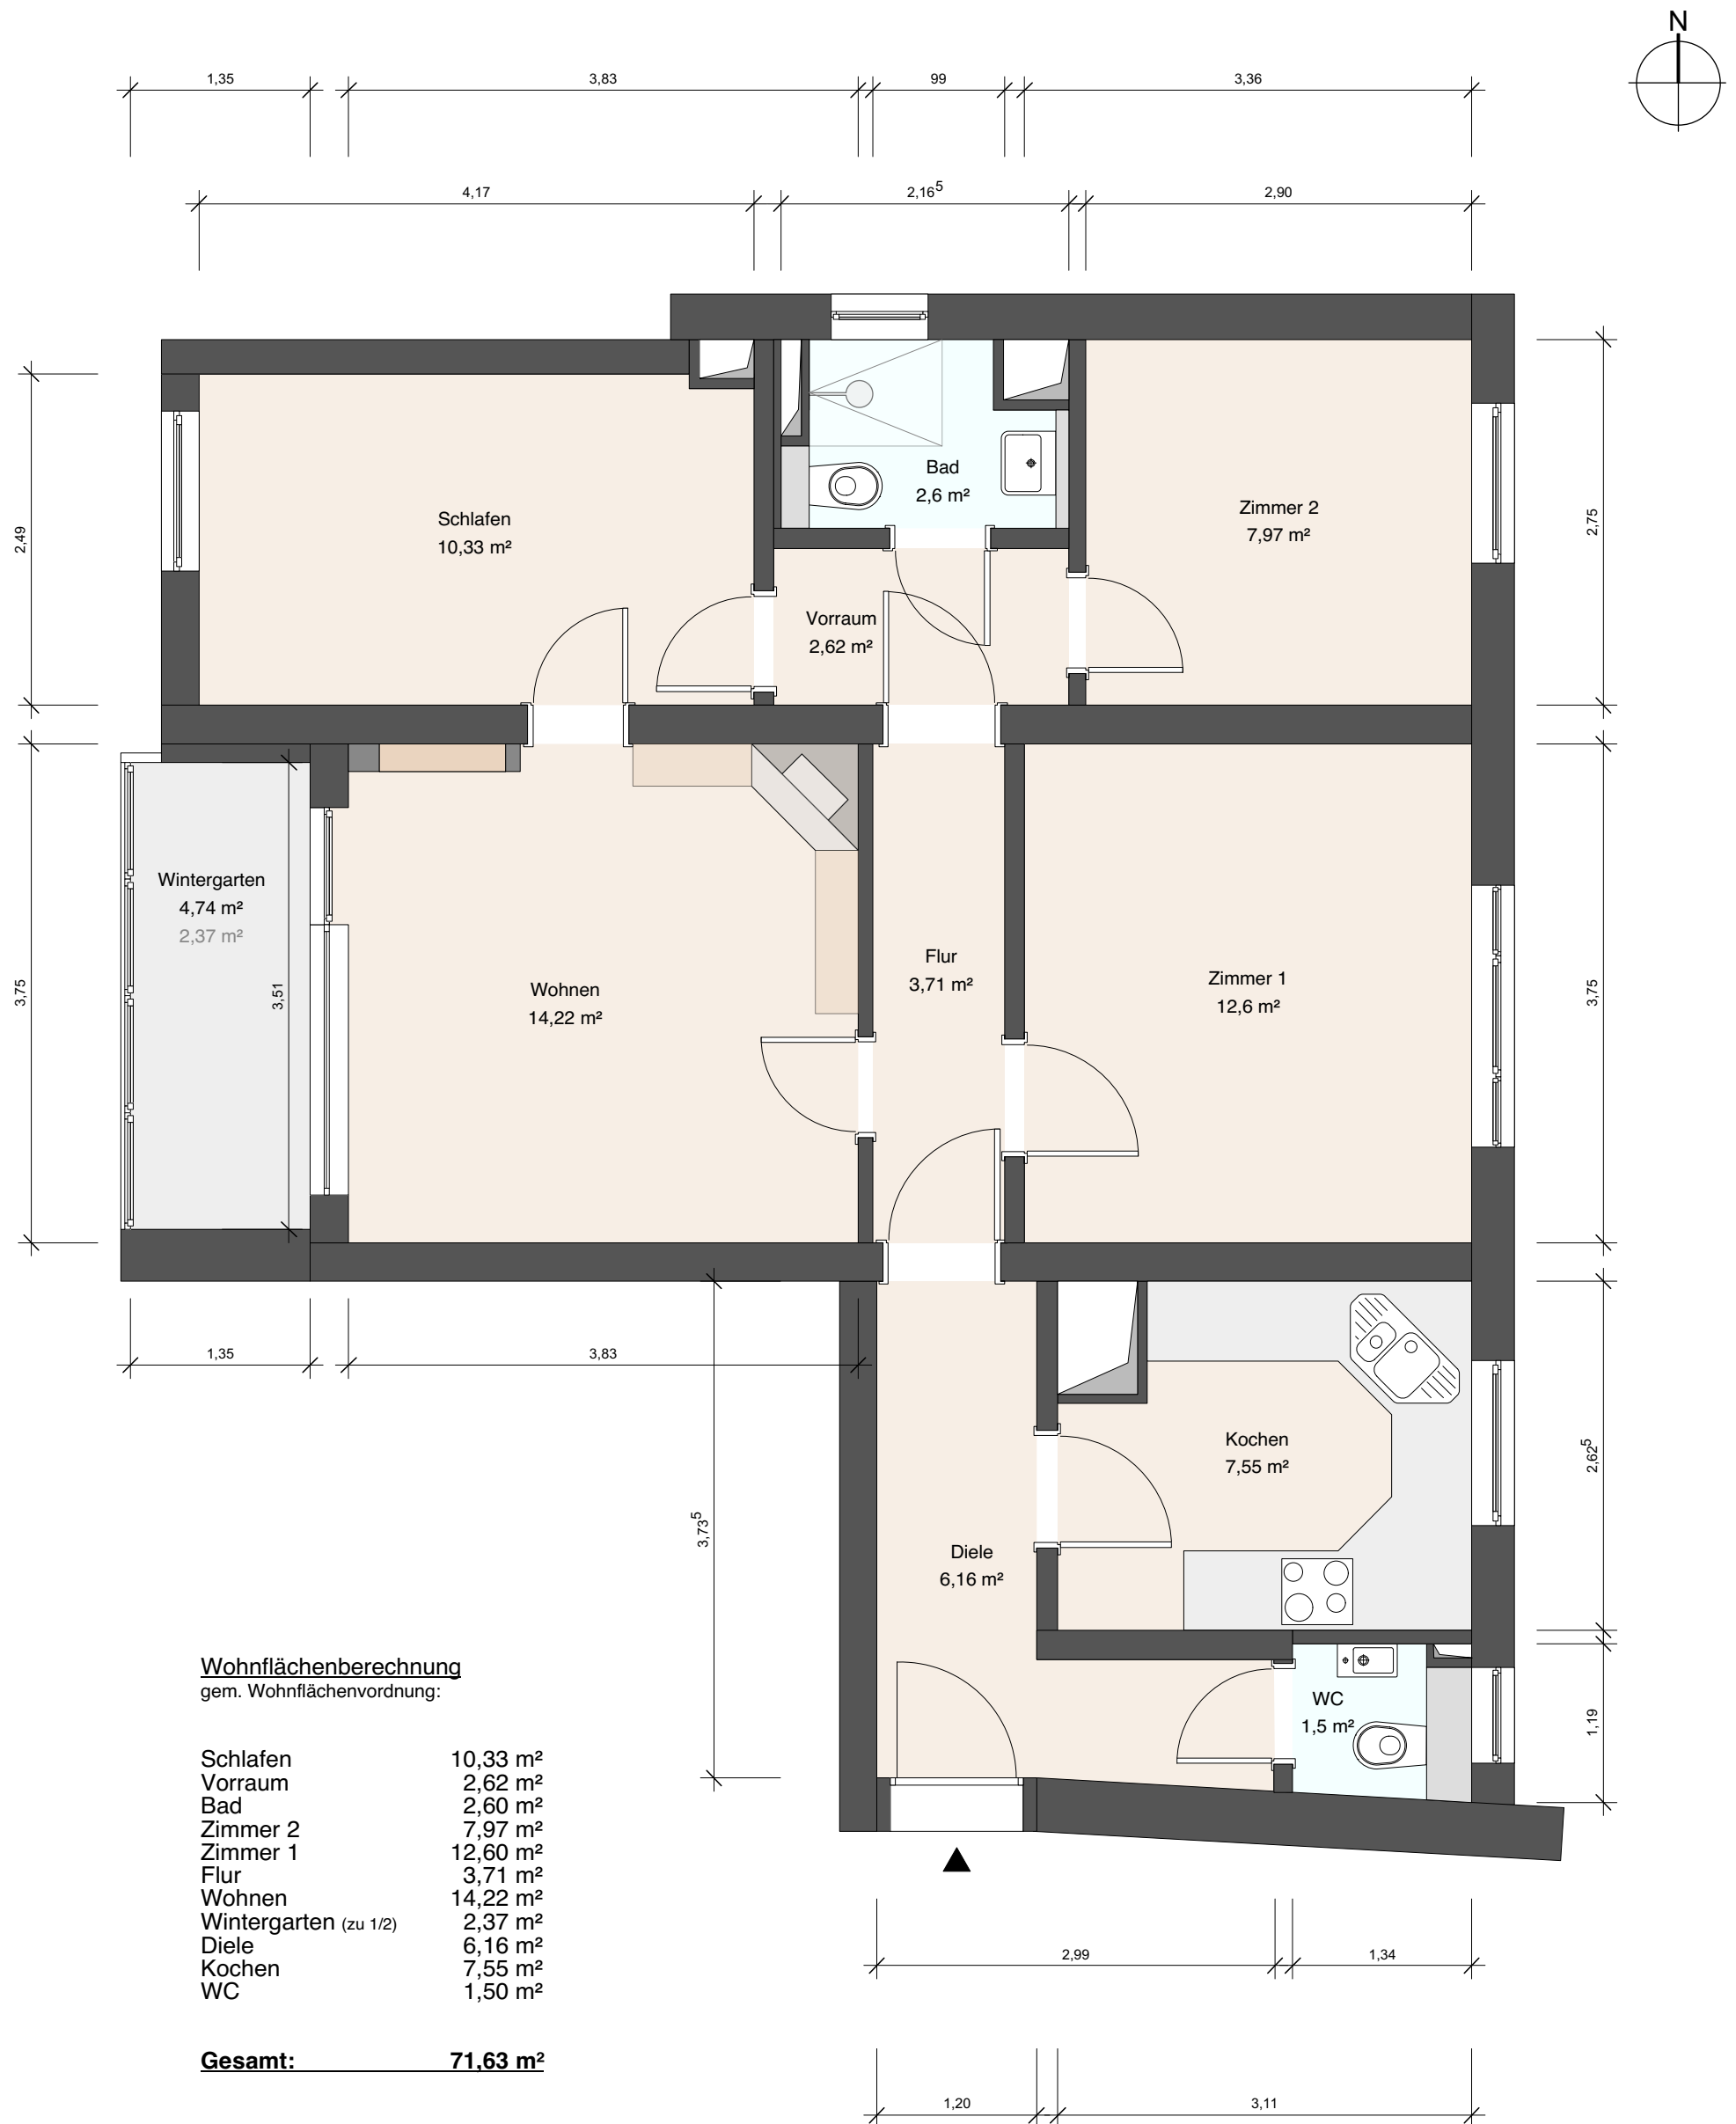 N
1,35
3,83
99
3,36
4,17
2,16⁵
2,90
2,49
2,75
Schlafen
10,33 m²
Bad
2,6 m²
Zimmer 2
7,97 m²
Vorraum
2,62 m²
Wintergarten
4,74 m²
2,37 m²
3,75
3,51
Wohnen
14,22 m²
Flur
3,71 m²
Zimmer 1
12,6 m²
3,75
1,35
3,83
3,73⁵
Kochen
7,55 m²
2,62⁵
Diele
6,16 m²
WC
1,5 m²
1,19
Wohnflächenberechnung
gem. Wohnflächenvordnung:
Schlafen 10,33 m²
Vorraum 2,62 m²
Bad 2,60 m²
Zimmer 2 7,97 m²
Zimmer 1 12,60 m²
Flur 3,71 m²
Wohnen 14,22 m²
Wintergarten (zu 1/2) 2,37 m²
Diele 6,16 m²
Kochen 7,55 m²
WC 1,50 m²
Gesamt: 71,63 m²
2,99
1,34
1,20
3,11